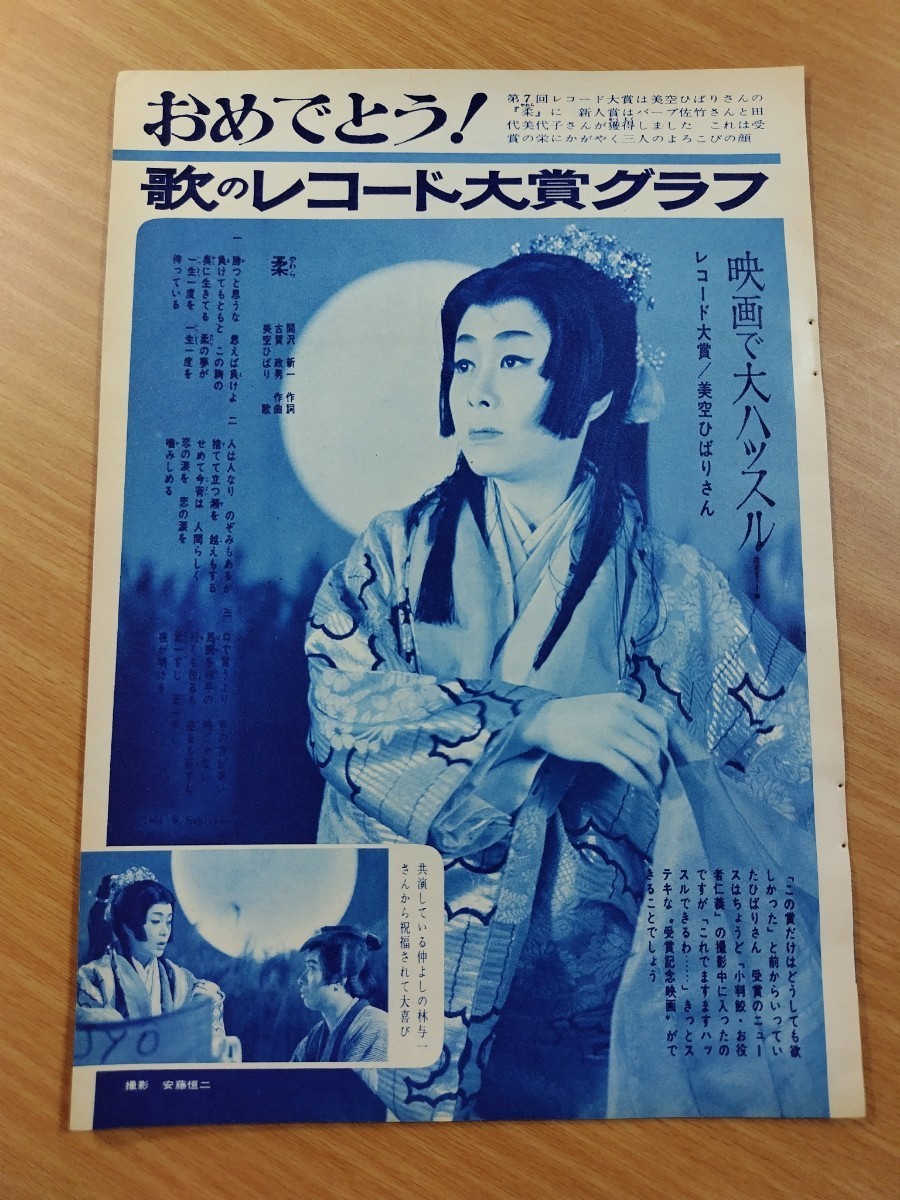 おめでとう!
第7回レコード大賞は美空ひばりさんの
『柔』に 新人賞はバーブ佐竹さんと田
代美代子さんが獲得しました これは受
賞の栄にかがやく三人のよろこびの顔
歌のレコード大賞グラフ
映画で大ハッスル!
レコード大賞/美空ひばりさん
柔
やわら
関沢 新一 作詞
古賀 政男 作曲
美空ひばり 歌
一
勝つと思うな 思えば負けよ
負けてもともと この胸の
奥に生きてる 柔の夢が
一生一度を 一生一度を
待っている
二
人は人なり のぞみもあるが
捨てて立つ瀬を 越えもする
せめて今宵は 人間らしく
恋の涙を 恋の涙を
噛みしめる
三
口で言うより
「この賞だけはどうしても欲
しかった」と前からいってい
たひばりさん 受賞のニュー
スはちょうど「小判鮫・お役
者仁義」の撮影中に入ったの
ですが「これでますますハッ
スルできるわ……」きっとス
テキな〝受賞記念映画〟がで
きることでしょう
共演している仲よしの林与一
さんから祝福されて大喜び
JYO
撮影 安藤恒二